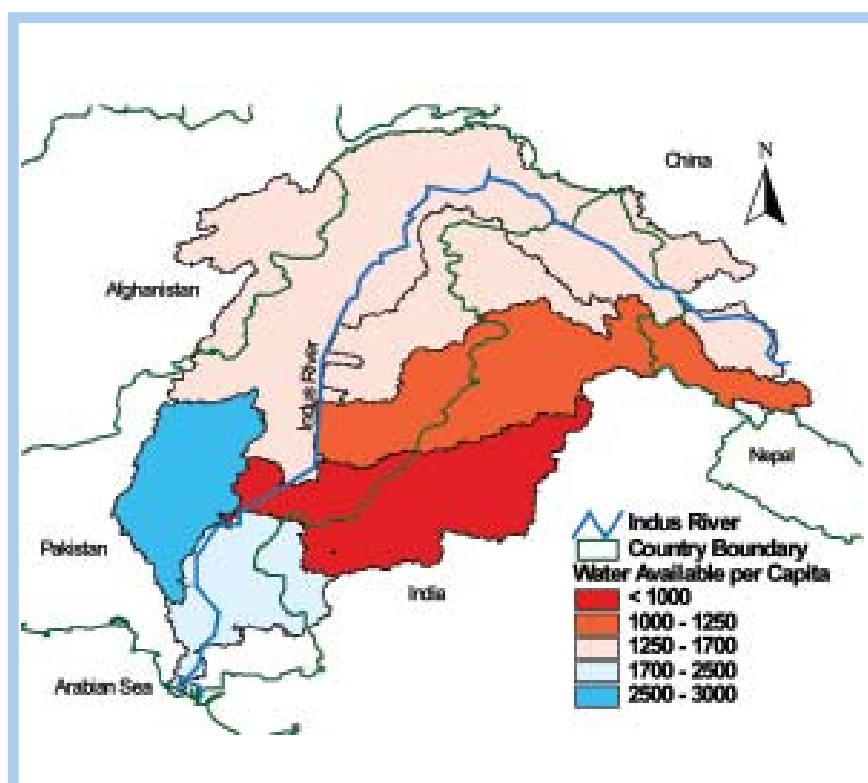 China
N
Afghanistan
Indus River
Nepal
Pakistan
India
Arabian Sea
Indus River
Country Boundary
Water Available per Capita
< 1000
1000 - 1250
1250 - 1700
1700 - 2500
2500 - 3000